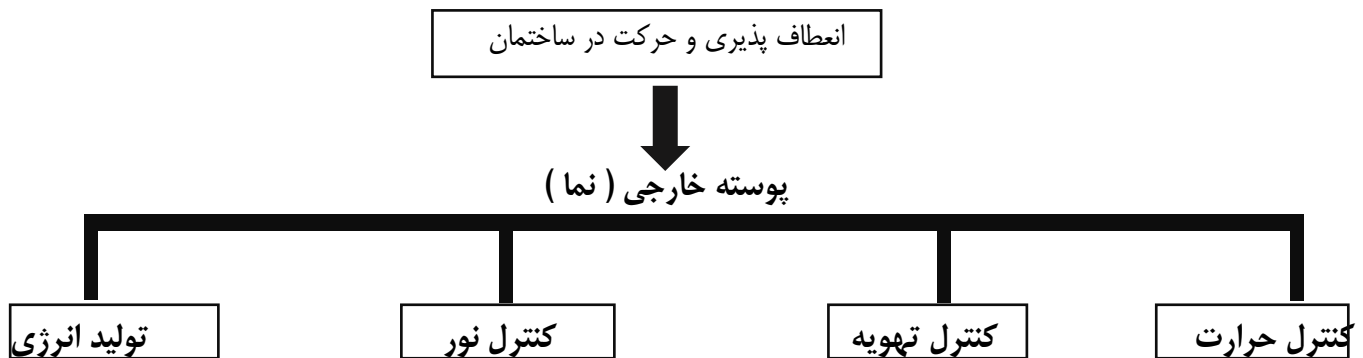 انعطاف پذیری و حرکت در ساختمان
پوسته خارجی ( نما )
کنترل حرارت
کنترل تهویه
کنترل نور
تولید انرژی